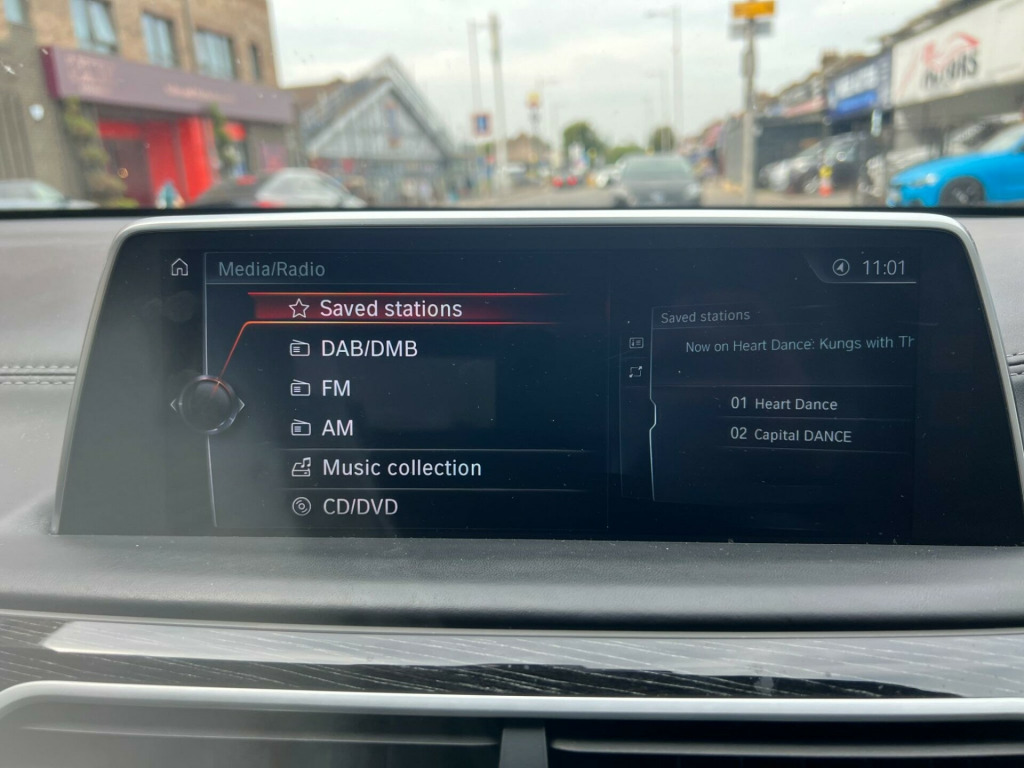 Media/Radio
11:01
Saved stations
DAB/DMB
FM
AM
Music collection
CD/DVD
Saved stations
Now on Heart Dance: Kungs with Th
01 Heart Dance
02 Capital DANCE